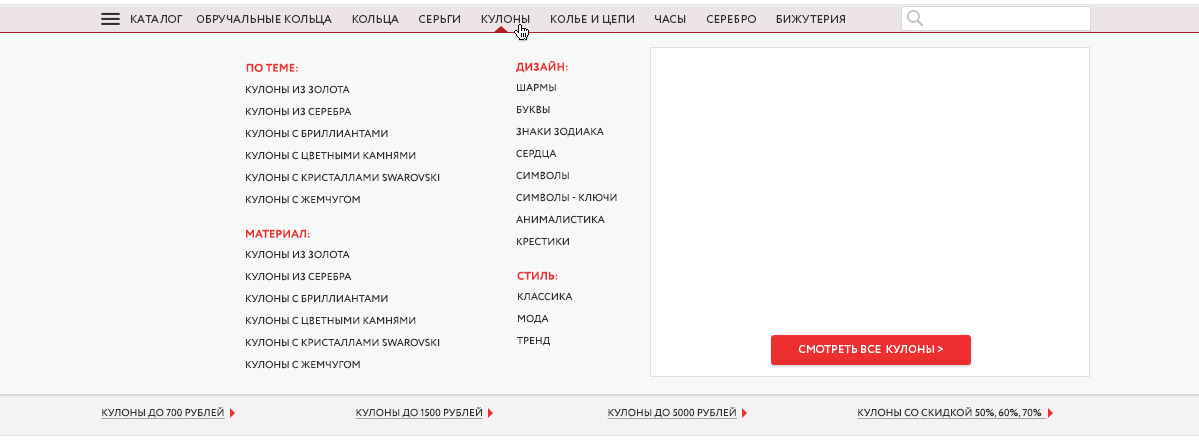 КАТАЛОГ ОБРУЧАЛЬНЫЕ КОЛЬЦА КОЛЬЦА СЕРЬГИ КУЛОНЫ КОЛЬЕ И ЦЕПИ ЧАСЫ СЕРЕБРО БИЖУТЕРИЯ
ПО ТЕМЕ:
КУЛОНЫ ИЗ ЗОЛОТА
КУЛОНЫ ИЗ СЕРЕБРА
КУЛОНЫ С БРИЛЛИАНТАМИ
КУЛОНЫ С ЦВЕТНЫМИ КАМНЯМИ
КУЛОНЫ С КРИСТАЛЛАМИ SWAROVSKI
КУЛОНЫ С ЖЕМЧУГОМ
МАТЕРИАЛ:
КУЛОНЫ ИЗ ЗОЛОТА
КУЛОНЫ ИЗ СЕРЕБРА
КУЛОНЫ С БРИЛЛИАНТАМИ
КУЛОНЫ С ЦВЕТНЫМИ КАМНЯМИ
КУЛОНЫ С КРИСТАЛЛАМИ SWAROVSKI
КУЛОНЫ С ЖЕМЧУГОМ
ДИЗАЙН:
ШАРМЫ
БУКВЫ
ЗНАКИ ЗОДИАКА
СЕРДЦА
СИМВОЛЫ
СИМВОЛЫ - КЛЮЧИ
АНИМАЛИСТИКА
КРЕСТИКИ
СТИЛЬ:
КЛАССИКА
МОДА
ТРЕНД
СМОТРЕТЬ ВСЕ КУЛОНЫ >
КУЛОНЫ ДО 700 РУБЛЕЙ КУЛОНЫ ДО 1500 РУБЛЕЙ КУЛОНЫ ДО 5000 РУБЛЕЙ КУЛОНЫ СО СКИДКОЙ 50%, 60%, 70%